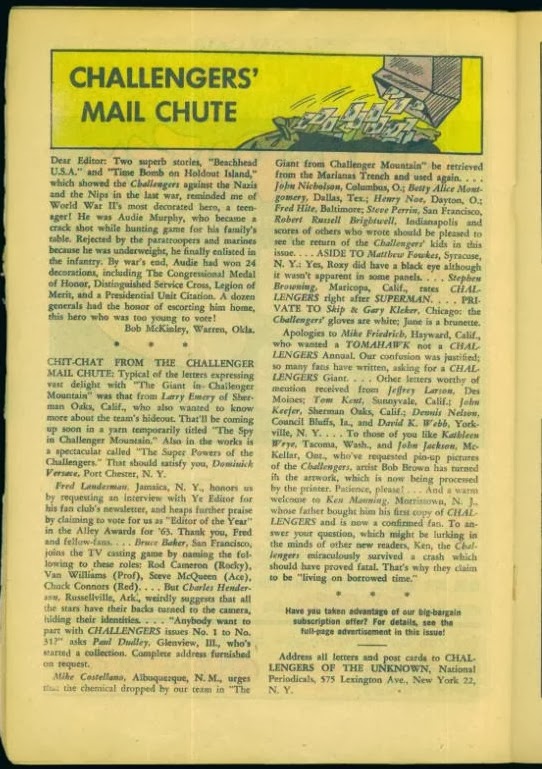 CHALLENGERS'
MAIL CHUTE
Dear Editor: Two superb stories, "Beachhead
U.S.A." and "Time Bomb on Holdout Island,"
which showed the Challengers against the Nazis
and the Nips in the last war, reminded me of
World War II's most decorated hero, a teen-
ager! He was Audie Murphy, who became a
crack shot while hunting game for his family's
table. Rejected by the paratroopers and marines
because he was underweight, he finally enlisted
in the infantry. By war's end, Audie had won 24
decorations, including The Congressional Medal
of Honor, Distinguished Service Cross, Legion
of Merit, and a Presidential Unit Citation. A dozen
generals had the honor of escorting him home,
this hero who was too young to vote!
Bob McKinley, Warren, Okla.
* * *
CHIT-CHAT FROM THE CHALLENGER
MAIL CHUTE: Typical of the letters expressing
vast delight with "The Giant in Challenger
Mountain" was that from Larry Emery of Sher-
man Oaks, Calif., who also wanted to know
more about the team's hideout. That'll be coming
up soon in a yarn temporarily titled "The Spy
in Challenger Mountain." Also in the works is
a spectacular called "The Super Powers of the
Challengers." That should satisfy you, Dominick
Versace, Port Chester, N. Y.
Fred Landesman, Jamaica, N. Y., honors us
by requesting an interview with Ye Editor for
his fan club's newsletter, and heaps further praise
by claiming to vote for us as "Editor of the Year"
in the Alley Awards for '63. Thank you, Fred
and fellow-fans. . . . Bruce Baker, San Francisco,
joins the TV casting game by naming the fol-
lowing to these roles: Rod Cameron (Rocky),
Van Williams (Prof), Steve McQueen (Ace),
Chuck Connors (Red). . . . But Charles Hender-
son, Russellville, Ark., weirdly suggests that all
the stars have their backs turned to the camera,
hiding their identities. . . . "Anybody want to
part with CHALLENGERS issues No. 1 to No.
31?" asks Paul Dudley, Glenview, Ill., who's
started a collection. Complete address furnished
on request.
Mike Costellano, Albuquerque, N. M., urges
that the chemical dropped by our team in "The
Giant from Challenger Mountain" be retrieved
from the Marianas Trench and used again. . . .
John Nicholson, Columbus, O.; Betty Alice Mont-
gomery, Dallas, Tex.; Henry Noe, Dayton, O.;
Fred Hite, Baltimore; Steve Perrin, San Francisco,
Robert Russell Brightwell, Indianapolis and
scores of others who wrote should be pleased to
see the return of the Challengers' kids in this
issue. . . . ASIDE TO Matthew Fowkes, Syracuse,
N. Y.: Yes, Roxy did have a black eye although
it wasn't apparent in some panels. . . . Stephen
Browning, Maricopa, Calif., rates CHAL-
LENGERS right after SUPERMAN. . . . PRI-
VATE TO Skip & Gary Kleker, Chicago: the
Challengers' gloves are white; June is a brunette.
Apologies to Mike Friedrich, Hayward, Calif.,
who wanted a TOMAHAWK not a CHAL-
LENGERS Annual. Our confusion was justified;
so many fans have written, asking for a CHAL-
LENGERS Giant. . . . Other letters worthy of
mention received from Jeffrey Larson, Des
Moines; Tom Kent, Sunnyvale, Calif.; John
Keefer, Sherman Oaks, Calif.; Dennis Nelson,
Council Bluffs, Ia., and David K. Webb, York-
ville, N. Y. . . . To those of you like Kathleen
Wrye, Tacoma, Wash., and John Jackson, Mc-
Kellar, Ont., who've requested pin-up pictures
of the Challengers, artist Bob Brown has turned
in the artwork, which is now being processed
by the printer. Patience, please! . . . And a warm
welcome to Ken Manning, Morristown, N. J.,
whose father bought him his first copy of CHAL-
LENGERS and is now a confirmed fan. To an-
swer your question, which might be lurking in
the minds of other new readers, Ken, the Chal-
lengers miraculously survived a crash which
should have proved fatal. That's why they claim
to be "living on borrowed time."
* * *
Have you taken advantage of our big-bargain
subscription offer? For details, see the
full-page advertisement in this issue!
Address all letters and post cards to CHAL-
LENGERS OF THE UNKNOWN, National
Periodicals, 575 Lexington Ave., New York 22,
N. Y.